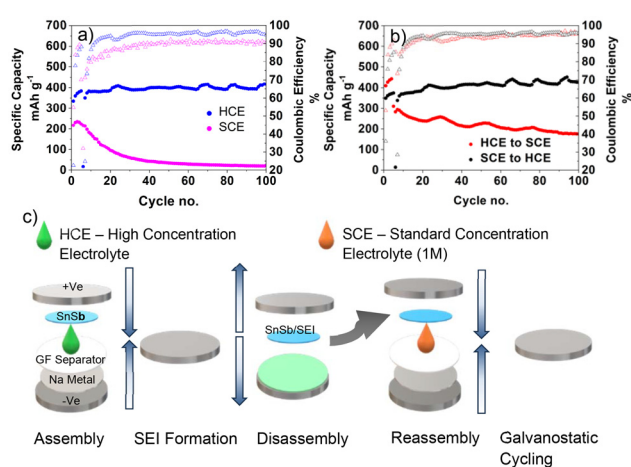 a)
700
600
500
400
300
200
100
0
Specific Capacity
mAh g-1
100
90
80
70
60
50
40
30
20
Coulombic Efficiency
%
HCE
SCE
0 20 40 60 80 100
Cycle no.
b)
700
600
500
400
300
200
100
0
Specific Capacity
mAh g-1
100
90
80
70
60
50
40
30
20
Coulombic Efficiency
%
HCE to SCE
SCE to HCE
0 20 40 60 80 100
Cycle no.
c)
HCE – High Concentration
Electrolyte
SCE – Standard Concentration
Electrolyte (1M)
+Ve
SnSb
GF Separator
Na Metal
-Ve
SnSb/SEI
Assembly
SEI Formation
Disassembly
Reassembly
Galvanostatic
Cycling